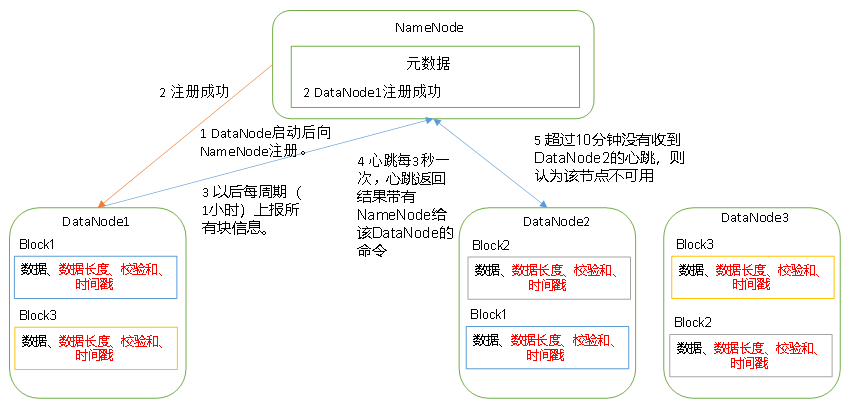 NameNode
元数据
2 DataNode1注册成功
2 注册成功
1 DataNode启动后向
NameNode注册。
3 以后每周期（
1小时）上报所
有块信息。
4 心跳每3秒一
次，心跳返回
结果带有
NameNode给
该DataNode的
命令
5 超过10分钟没有收到
DataNode2的心跳，则
认为该节点不可用
DataNode1
Block1
数据、数据长度、校验和、
时间戳
Block3
数据、数据长度、校验和、
时间戳
DataNode2
Block2
数据、数据长度、校验和、
时间戳
Block1
数据、数据长度、校验和、
时间戳
DataNode3
Block3
数据、数据长度、校验和、
时间戳
Block2
数据、数据长度、校验和、
时间戳